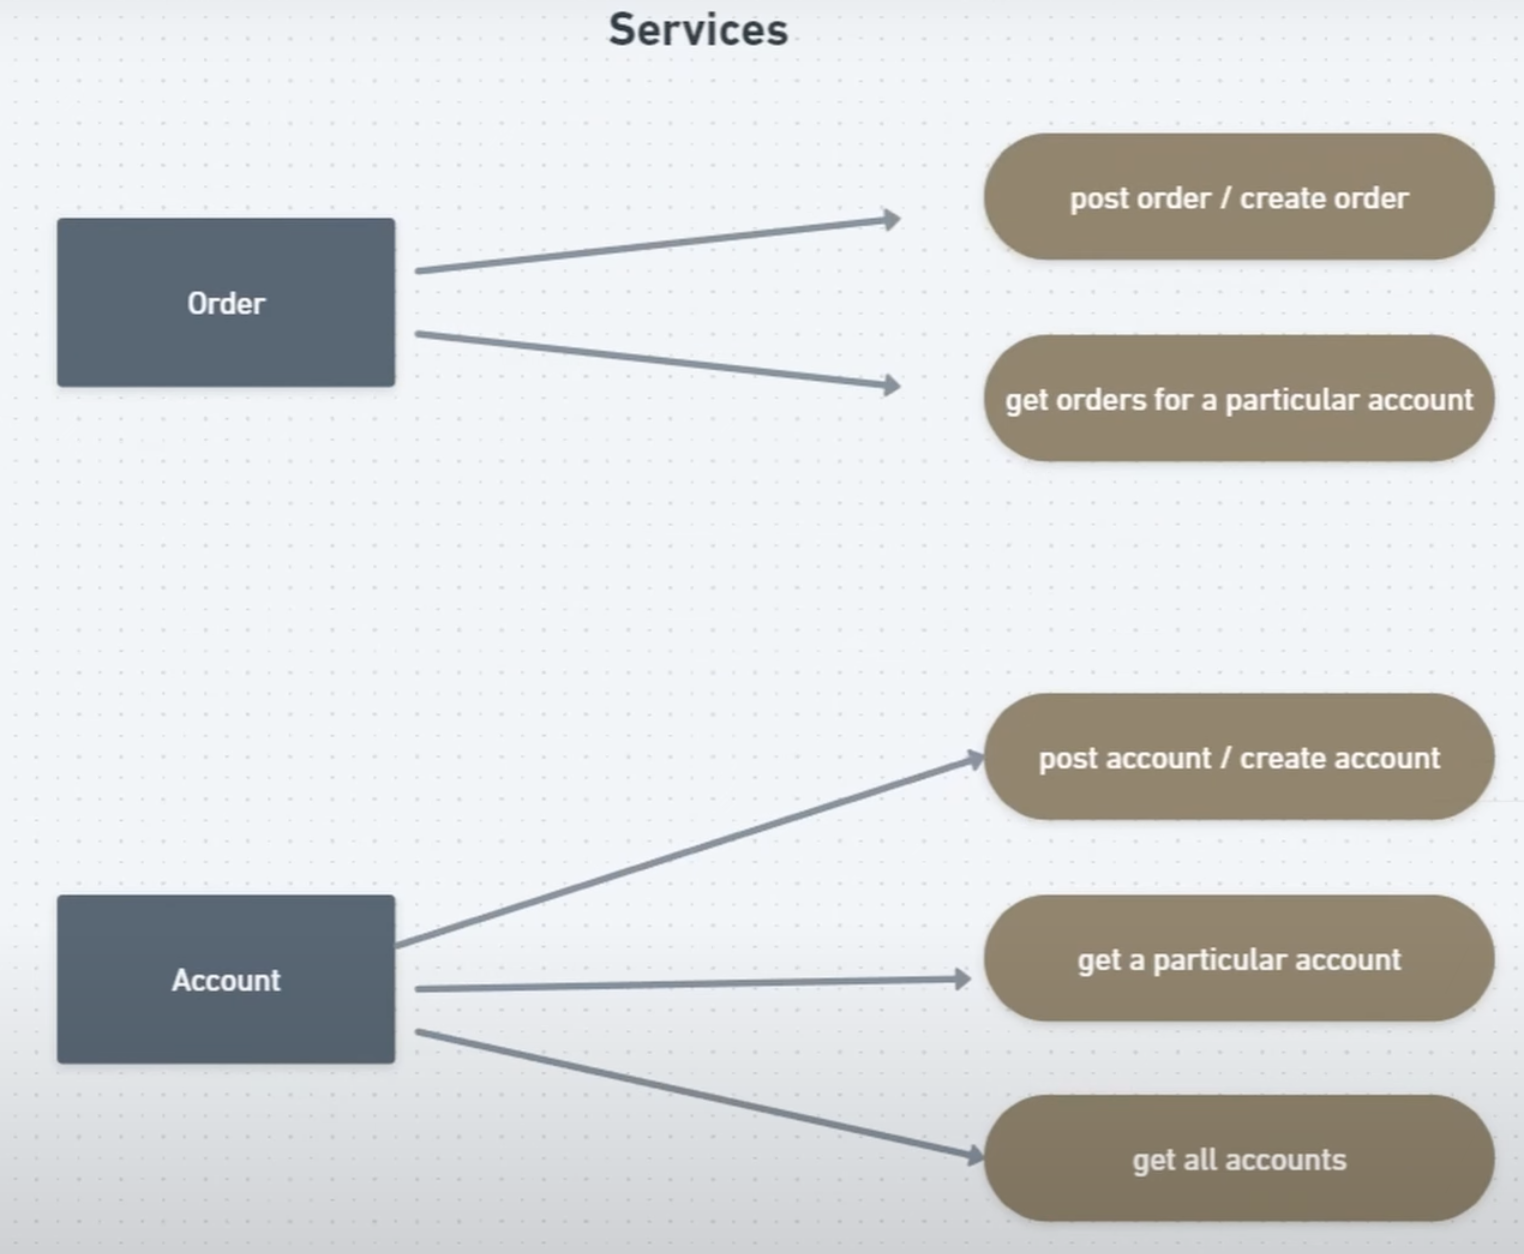 Services
Order
post order / create order
get orders for a particular account
Account
post account / create account
get a particular account
get all accounts